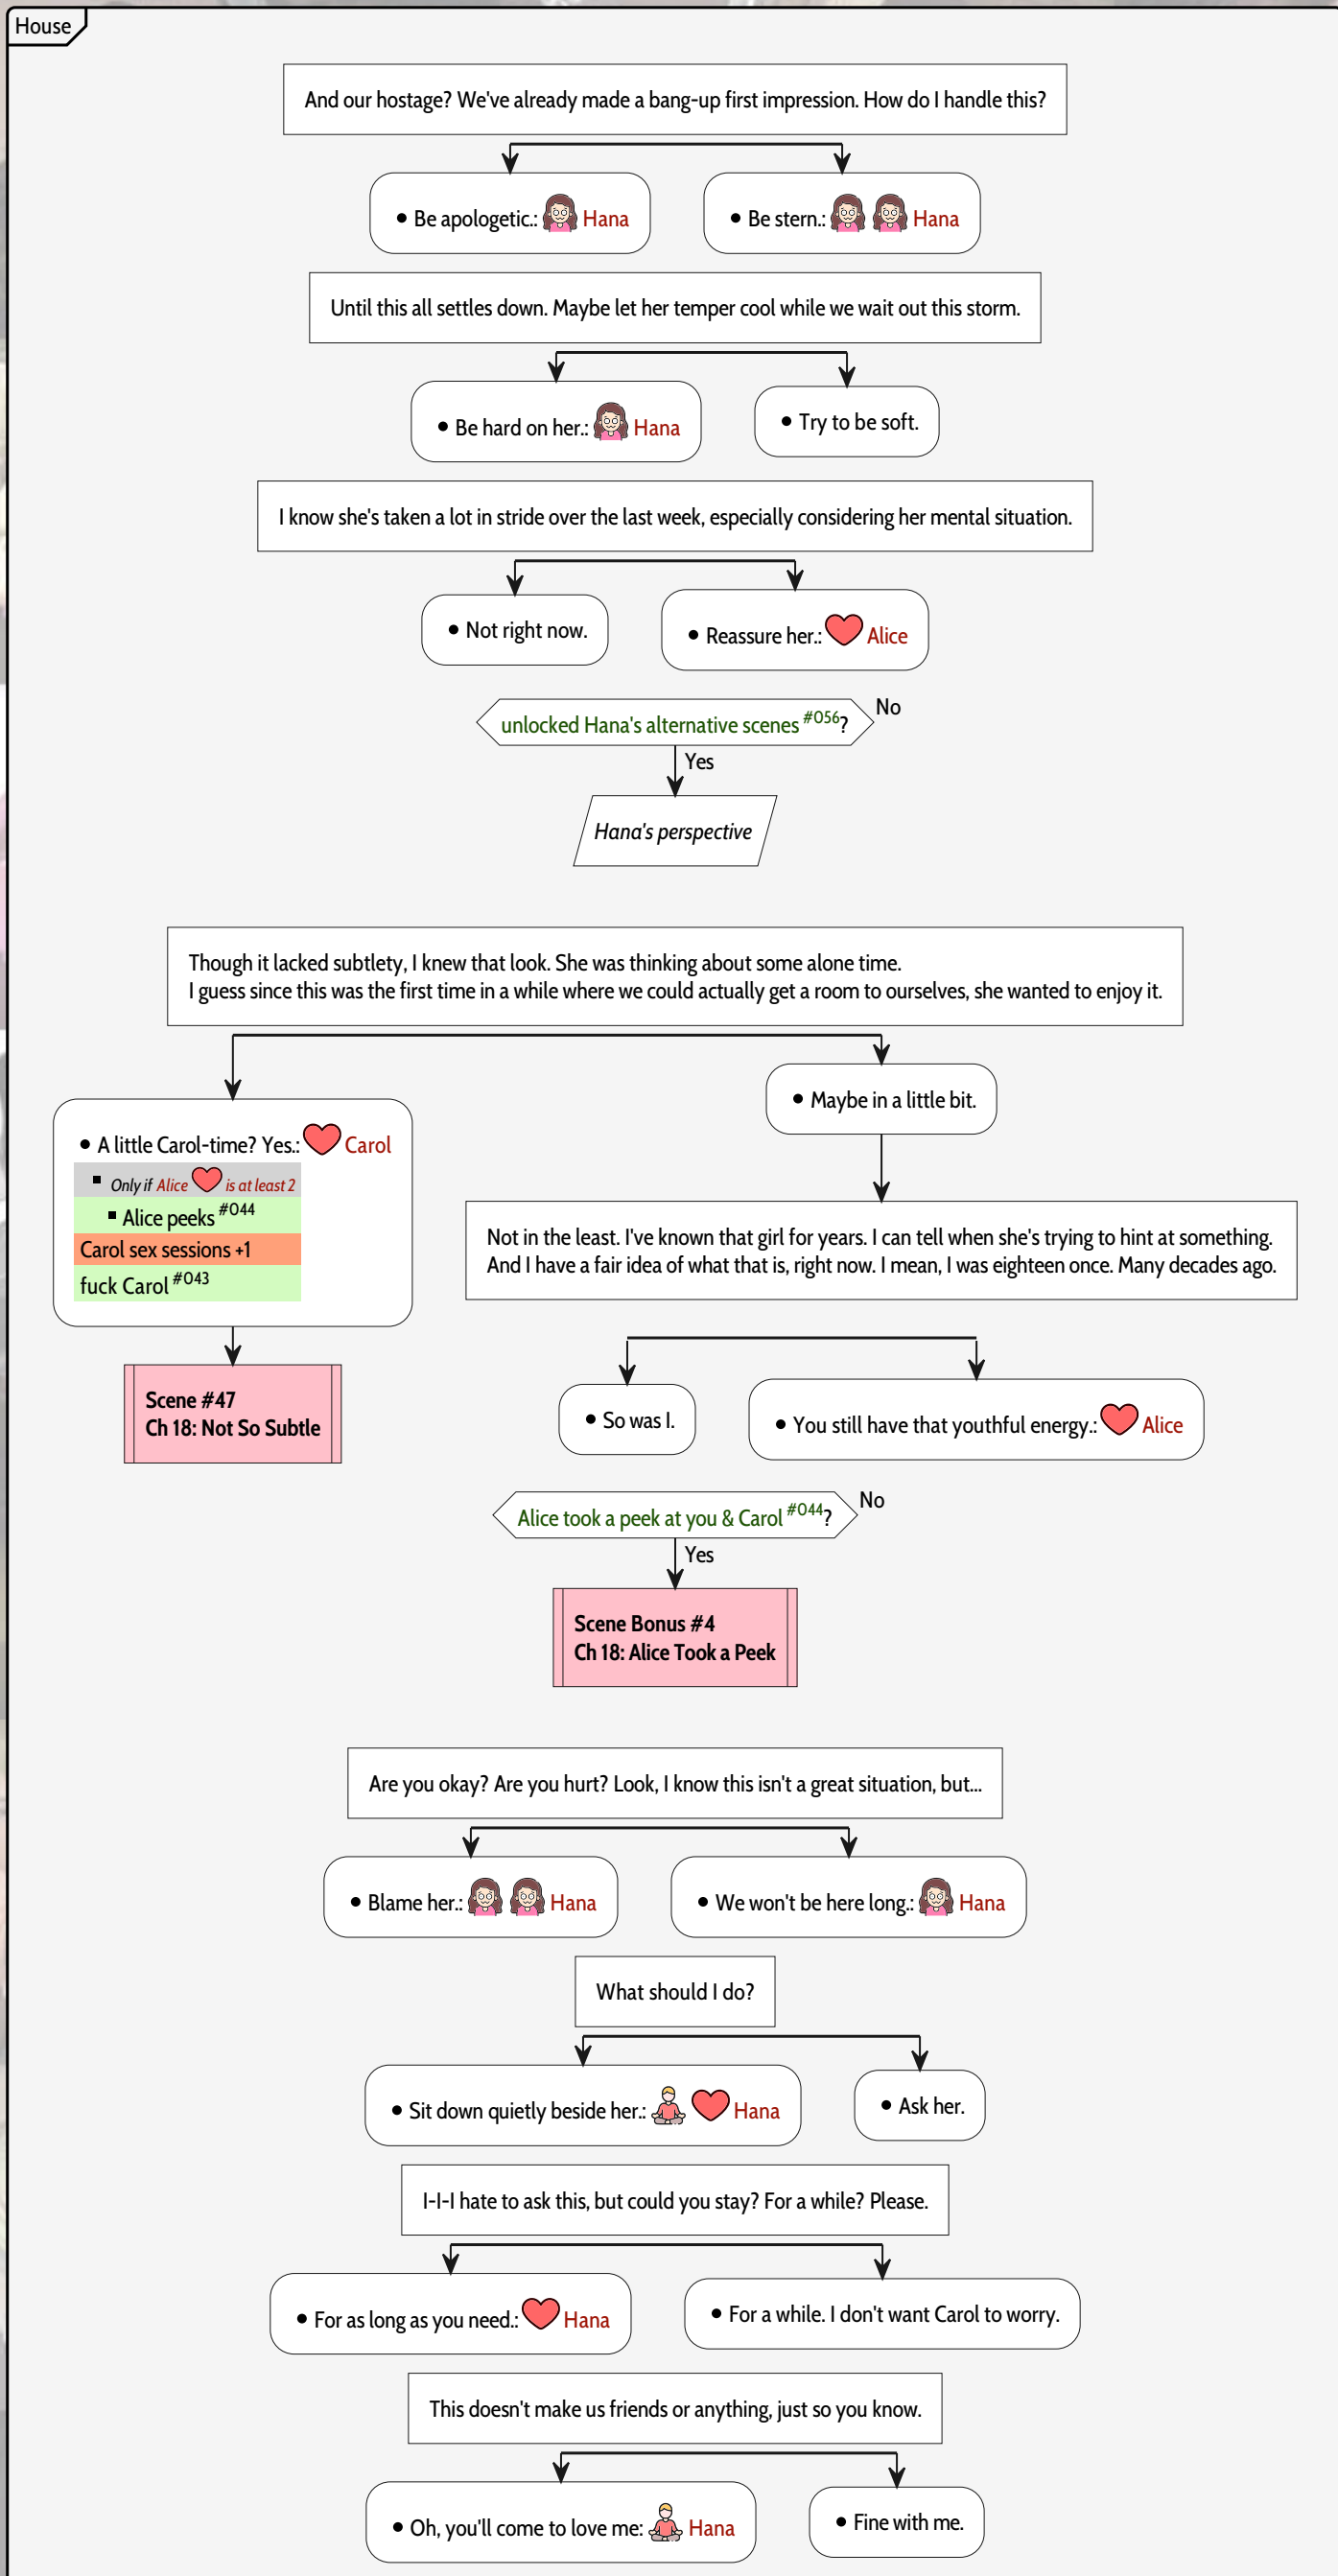 House
And our hostage? We've already made a bang-up first impression. How do I handle this?
• Be apologetic.: Hana
• Be stern.: Hana
Until this all settles down. Maybe let her temper cool while we wait out this storm.
• Be hard on her.: Hana
• Try to be soft.
I know she's taken a lot in stride over the last week, especially considering her mental situation.
• Not right now.
• Reassure her.: Alice
unlocked Hana's alternative scenes #056?
No
Yes
Hana's perspective
Though it lacked subtlety, I knew that look. She was thinking about some alone time.
I guess since this was the first time in a while where we could actually get a room to ourselves, she wanted to enjoy it.
• A little Carol-time? Yes.: Carol
▪ Only if Alice is at least 2
▪ Alice peeks #044
Carol sex sessions +1
fuck Carol #043
Scene #47
Ch 18: Not So Subtle
• Maybe in a little bit.
Not in the least. I've known that girl for years. I can tell when she's trying to hint at something.
And I have a fair idea of what that is, right now. I mean, I was eighteen once. Many decades ago.
• So was I.
• You still have that youthful energy.: Alice
Alice took a peek at you & Carol #044?
No
Yes
Scene Bonus #4
Ch 18: Alice Took a Peek
Are you okay? Are you hurt? Look, I know this isn't a great situation, but...
• Blame her.: Hana
• We won't be here long.: Hana
What should I do?
• Sit down quietly beside her.: Hana
• Ask her.
I-I-I hate to ask this, but could you stay? For a while? Please.
• For as long as you need.: Hana
• For a while. I don't want Carol to worry.
This doesn't make us friends or anything, just so you know.
• Oh, you'll come to love me: Hana
• Fine with me.